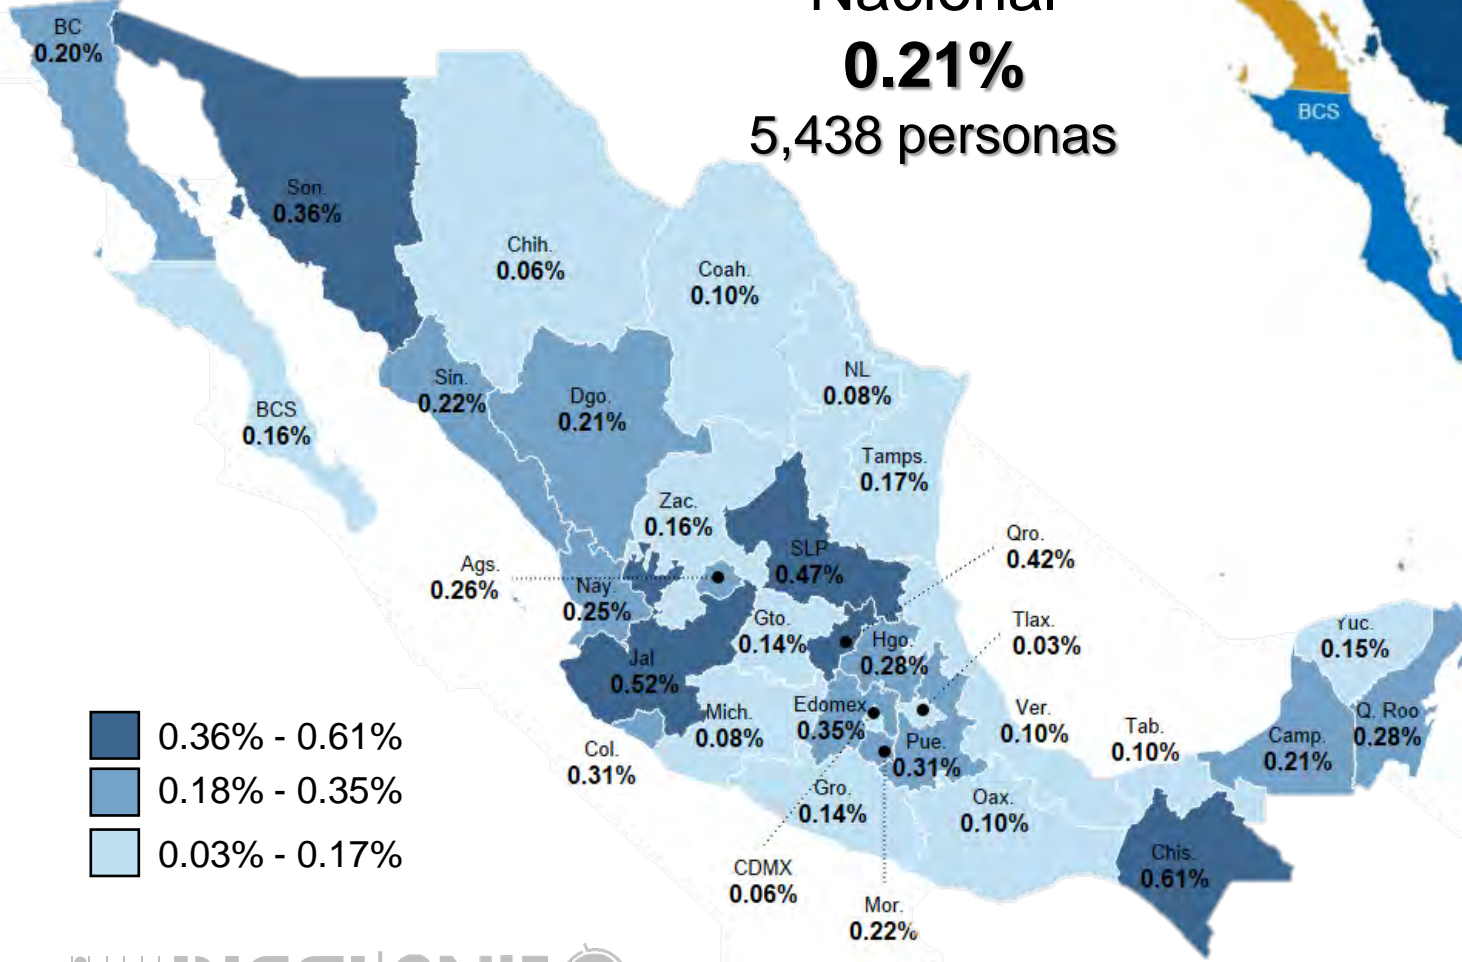 Nacional
0.21%
5,438 personas
BC
0.20%
BCS
Son.
0.36%
Chih.
0.06%
Coah.
0.10%
NL
0.08%
Sin.
0.22%
Dgo.
0.21%
BCS
0.16%
Tamps.
0.17%
Zac.
0.16%
SLP
0.47%
Qro.
0.42%
Ags.
0.26%
Nay.
0.25%
Gto.
0.14%
Hgo.
0.28%
Tlax.
0.03%
Yuc.
0.15%
Jal
0.52%
Mich.
0.08%
Edomex
0.35%
Pue.
0.31%
Ver.
0.10%
Tab.
0.10%
Camp.
0.21%
Q. Roo
0.28%
Col.
0.31%
Gro.
0.14%
Oax.
0.10%
Chis.
0.61%
CDMX
0.06%
Mor.
0.22%
0.36% - 0.61%
0.18% - 0.35%
0.03% - 0.17%